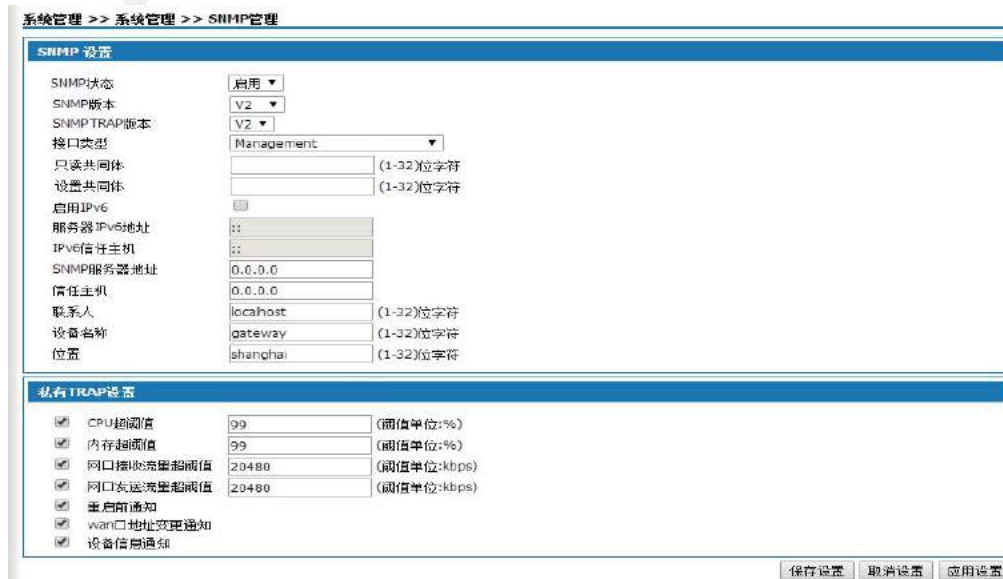 系统管理 >> 系统管理 >> SNMP管理
SNMP 设置
SNMP状态 启用
SNMP版本 V2
SNMPTRAP版本 V2
接口类型 Management
只读共同体 (1-32)位字符
设置共同体 (1-32)位字符
启用IPv6
服务器IPv6地址 ::
IPv6信任主机 ::
SNMP服务器地址 0.0.0.0
信任主机 0.0.0.0
联系人 localhost (1-32)位字符
设备名称 gateway (1-32)位字符
位置 shanghai (1-32)位字符
私有TRAP设置
CPU超阈值 99 (阈值单位:%)
内存超阈值 99 (阈值单位:%)
网口接收流量超阈值 20480 (阈值单位:kbps)
网口发送流量超阈值 20480 (阈值单位:kbps)
重启前通知
wan口地址变更通知
设备信息通知
保存设置 取消设置 应用设置